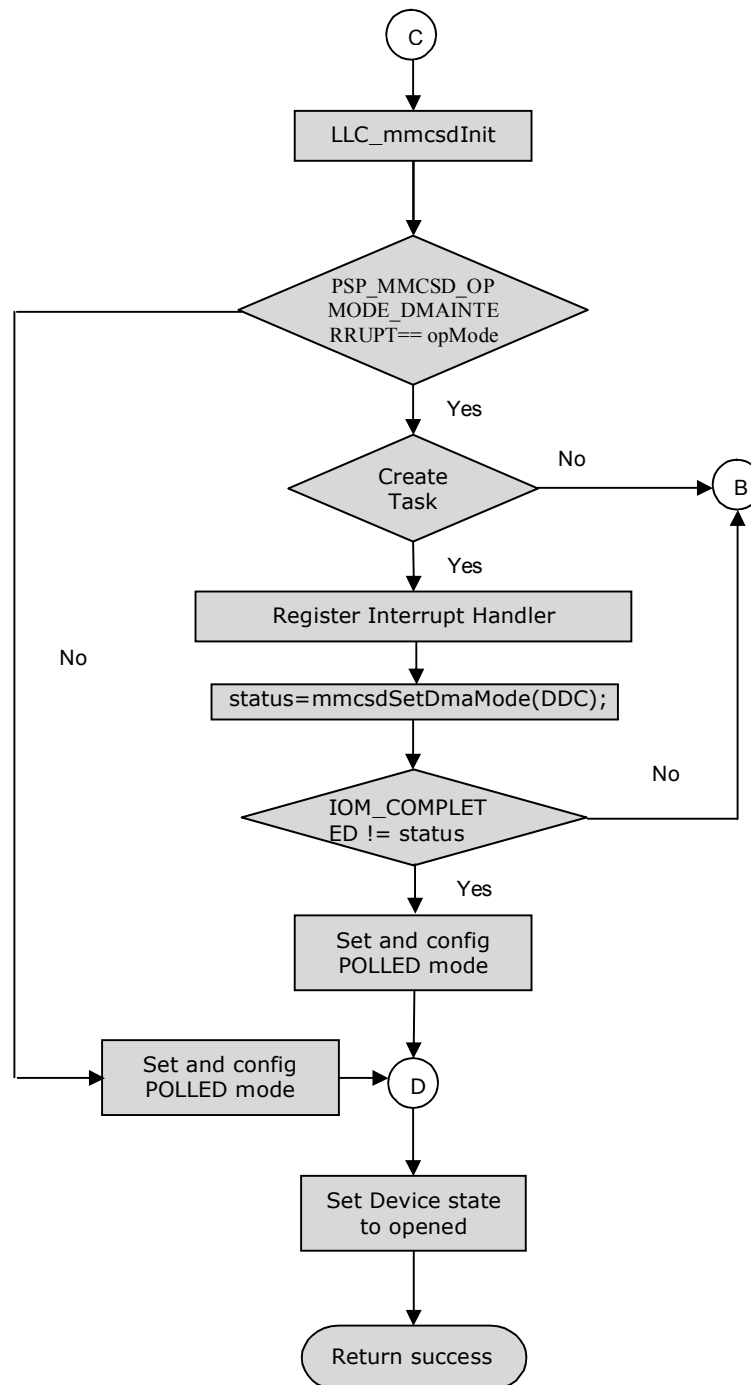 C
LLC_mmcsdInit
PSP_MMCSD_OP
MODE_DMAINTE
RRUPT== opMode
Yes
Create
Task
No
B
Yes
Register Interrupt Handler
No
status=mmcsdSetDmaMode(DDC);
IOM_COMPLET
ED != status
No
Yes
Set and config
POLLED mode
Set and config
POLLED mode
D
Set Device state
to opened
Return success